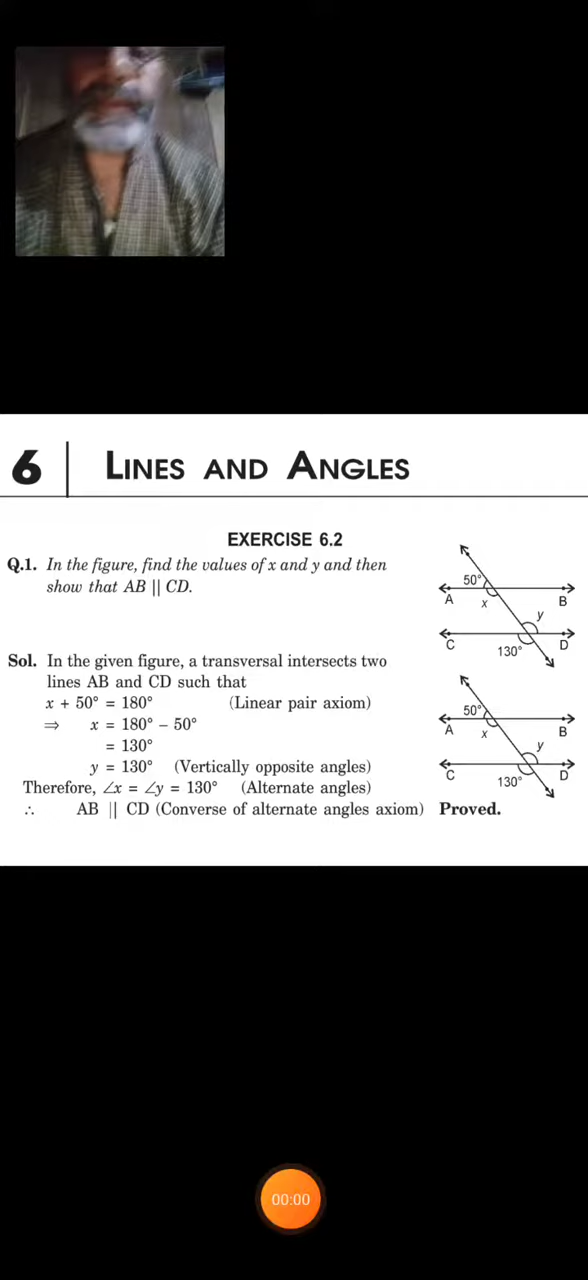 6 | LINES AND ANGLES
EXERCISE 6.2
Q.1. In the figure, find the values of x and y and then
show that AB || CD.
50°
A
B
x
y
C
D
130°
Sol. In the given figure, a transversal intersects two
lines AB and CD such that
x + 50° = 180° (Linear pair axiom)
⇒ x = 180° – 50°
= 130°
y = 130° (Vertically opposite angles)
Therefore, ∠x = ∠y = 130° (Alternate angles)
∴ AB || CD (Converse of alternate angles axiom) Proved.
50°
A
B
x
y
C
D
130°
00:00